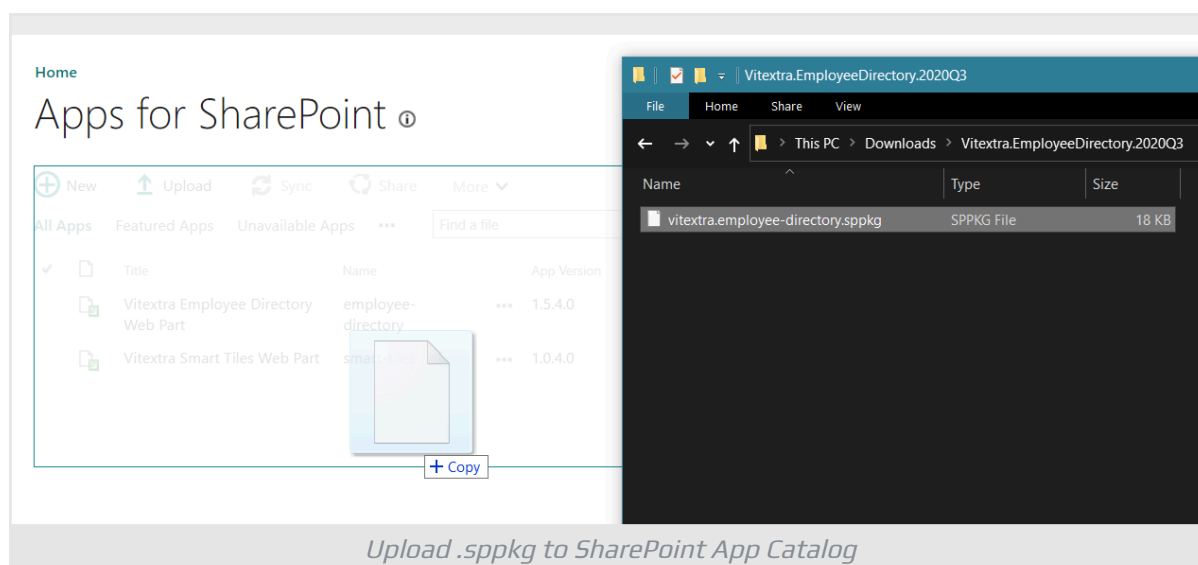 Home
Apps for SharePoint
New Upload Sync Share More
All Apps Featured Apps Unavailable Apps ••• Find a file
Title Name App Version
Vitextra Employee Directory Web Part employee-directory ••• 1.5.4.0
Vitextra Smart Tiles Web Part ••• 1.0.4.0
+ Copy
Vitextra.EmployeeDirectory.2020Q3
File Home Share View
This PC > Downloads > Vitextra.EmployeeDirectory.2020Q3
Name Type Size
vitextra.employee-directory.sppkg SPPKG File 18 KB
Upload .sppkg to SharePoint App Catalog